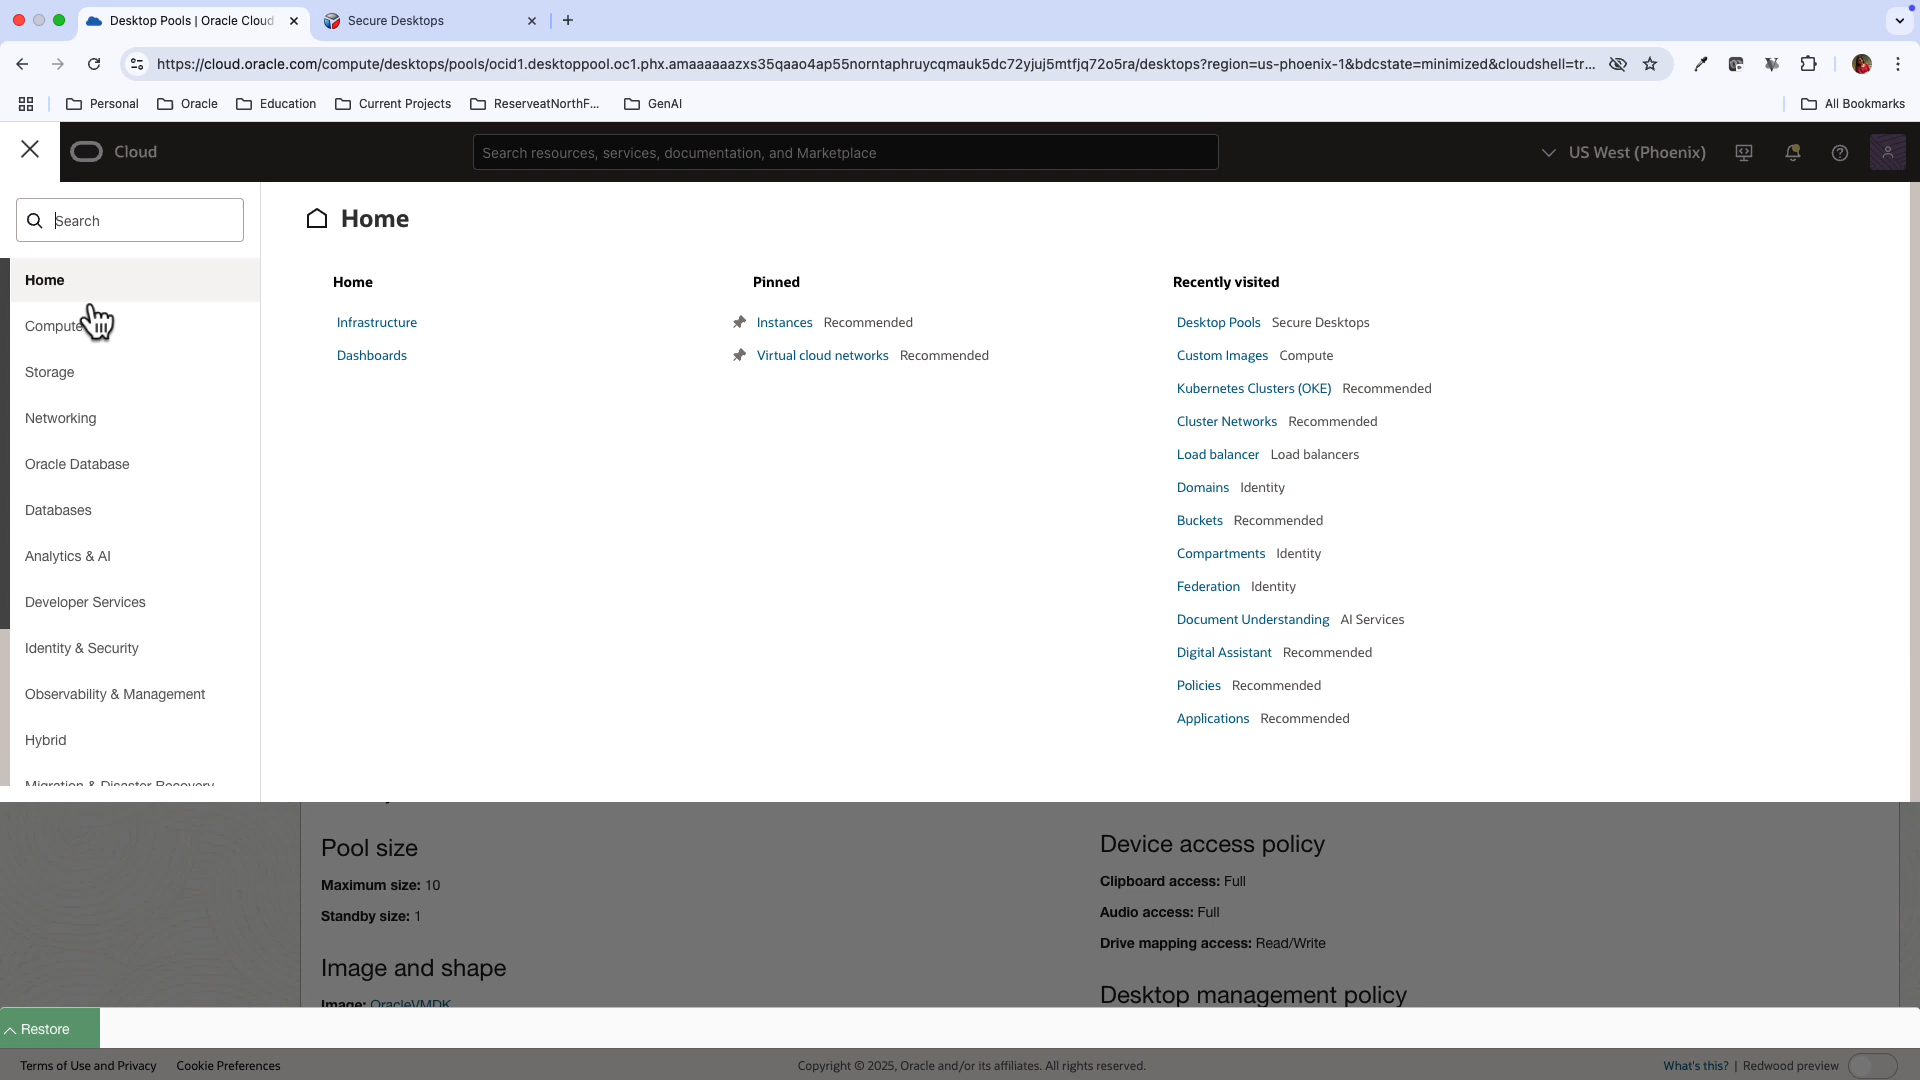 Desktop Pools | Oracle Cloud
Secure Desktops
https://cloud.oracle.com/compute/desktops/pools/ocid1.desktoppool.oc1.phx.amaaaaaazxs35qaao4ap55norntaphruycqmauk5dc72yjuj5mtfjq72o5ra/desktops?region=us-phoenix-1&bdcstate=minimized&cloudshell=tr...
Personal
Oracle
Education
Current Projects
ReserveatNorthF...
GenAI
All Bookmarks
Cloud
Search resources, services, documentation, and Marketplace
US West (Phoenix)
Search
Home
Compute
Storage
Networking
Oracle Database
Databases
Analytics & AI
Developer Services
Identity & Security
Observability & Management
Hybrid
Migration & Disaster Recovery
Home
Home
Infrastructure
Dashboards
Pinned
Instances Recommended
Virtual cloud networks Recommended
Recently visited
Desktop Pools Secure Desktops
Custom Images Compute
Kubernetes Clusters (OKE) Recommended
Cluster Networks Recommended
Load balancer Load balancers
Domains Identity
Buckets Recommended
Compartments Identity
Federation Identity
Document Understanding AI Services
Digital Assistant Recommended
Policies Recommended
Applications Recommended
Pool size
Maximum size: 10
Standby size: 1
Image and shape
Image: OracleVMDK
Device access policy
Clipboard access: Full
Audio access: Full
Drive mapping access: Read/Write
Desktop management policy
Restore
Terms of Use and Privacy
Cookie Preferences
Copyright © 2025, Oracle and/or its affiliates. All rights reserved.
What's this? | Redwood preview